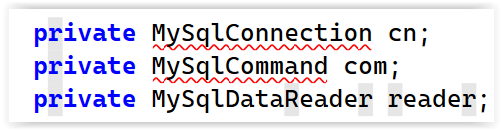 private MySqlConnection cn;
private MySqlCommand com;
private MySqlDataReader reader;